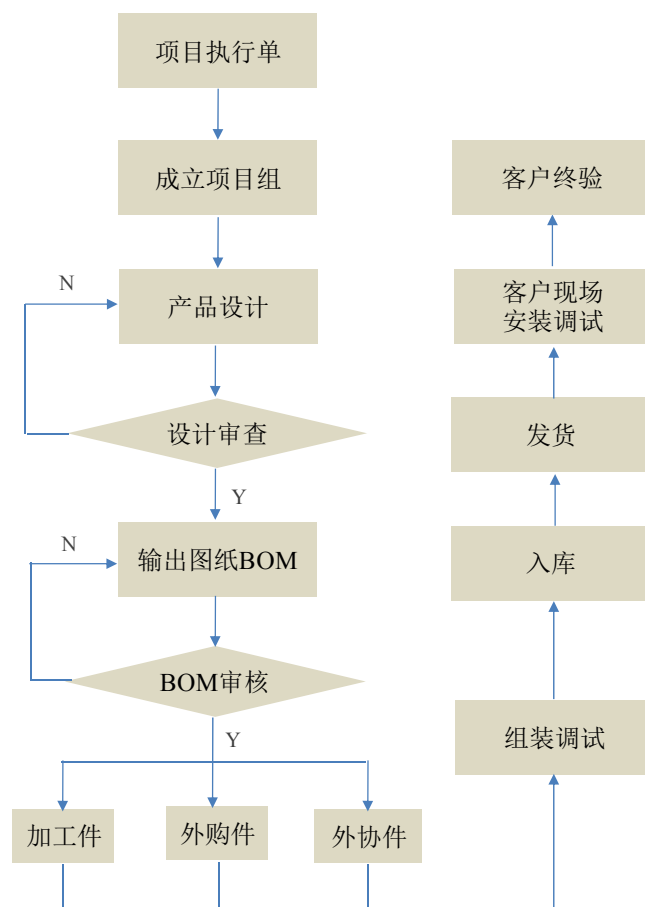 项目执行单
成立项目组
N
产品设计
设计审查
Y
N
输出图纸BOM
BOM审核
Y
加工件
外购件
外协件
客户终验
客户现场
安装调试
发货
入库
组装调试